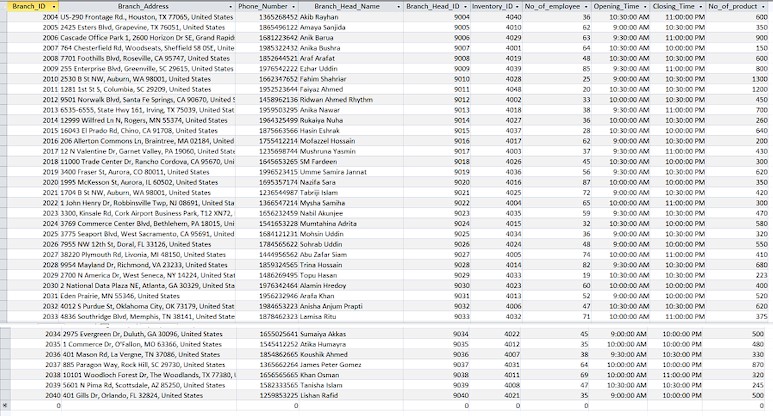 Branch_ID Branch_Address Phone_Number Branch_Head_Name Branch_Head_ID Inventory_ID No_of_employee Opening_Time Closing_Time No_of_product
2004 US-290 Frontage Rd., Houston, TX 77065, United States 1365268452 Akib Rayhan 9004 4040 36 10:30:00 AM 11:00:00 PM 600
2005 2425 Esters Blvd, Grapevine, TX 76051, United States 1865496122 Amaya Sanjida 9005 4010 62 9:00:00 AM 9:30:00 PM 300
2006 Cascade Office Park 1, 2600 Horizon Dr SE, Grand Rapid: 1681223642 Anik Barua 9006 4029 63 9:30:00 AM 11:00:00 PM 900
2007 764 Chesterfield Rd, Woodseats, Sheffield S8 0SE, United 1985322432 Anika Bushra 9007 4001 64 9:30:00 AM 10:30:00 PM 400
2008 7701 Foothills Blvd, Roseville, CA 95747, United States 1352644521 Araf Arafat 9008 4019 48 10:30:00 AM 10:30:00 PM 600
2009 255 Enterprise Blvd, Greenville, SC 29615, United States 1976542222 Ezhar Uddin 9009 4039 85 9:30:00 AM 11:00:00 PM 800
2010 2530 B St NW, Auburn, WA 98001, United States 1662347652 Fahim Shahriar 9010 4028 25 9:00:00 AM 10:30:00 PM 1300
2011 1281 1st St S, Columbia, SC 29209, United States 1952523644 Faiyaz Ahmed 9011 4048 20 10:30:00 AM 10:30:00 PM 1200
2012 9501 Norwalk Blvd, Santa Fe Springs, CA 90670, United S 1458962136 Ridwan Ahmed Rhythm 9012 4002 33 10:00:00 AM 10:00:00 PM 450
2013 6535-6555, Hwy 161, Irving, TX 75039, United Stat 1959503295 Anika Nawar 9013 4018 38 9:30:00 AM 11:00:00 PM 700
2014 12999 Wilfred Ln N, Rogers, MN 55374, United States 1964325499 Rukaiya Nuha 9014 4027 26 10:30:00 AM 10:00:00 PM 260
2015 16043 El Prado Rd, Chino, CA 91708, United States 1875663566 Hasin Eshrak 9015 4037 28 10:00:00 AM 10:30:00 PM 640
2016 206 Allerton Commons Ln, Braintree, MA 02184, United 1755412214 Mofazzel Hossain 9016 4017 62 9:00:00 AM 10:00:00 PM 200
2017 12 N Valentine Dr, Garnet Valley, PA 19060, United State 1235698744 Mushruna Yasmin 9017 4003 37 9:30:00 AM 11:00:00 PM 430
2018 11000 Trade Center Dr, Rancho Cordova, CA 95670, Uni 1645653265 SM Fardeen 9018 4026 45 10:00:00 AM 10:30:00 PM 300
2019 3400 Fraser St, Aurora, CO 80011, United States 1996523415 Umme Samira Jannat 9019 4036 56 10:30:00 AM 10:30:00 PM 620
2020 1995 McKesson St, Aurora, IL 60502, United States 1695357174 Nazifa Sara 9020 4016 87 10:00:00 AM 10:30:00 PM 350
2021 1704 B St NW, Auburn, WA 98001, United States 1236544987 Tabriji Islam 9021 4025 72 9:00:00 AM 10:00:00 PM 420
2022 1 John Henry Dr, Robbinsville Twp, NJ 08691, United Stat 1366547214 Mysha Samiha 9022 4004 65 10:00:00 AM 11:00:00 PM 300
2023 3300, Kinsale Rd, Cork Airport Business Park, T12 XN72, 1656232459 Nabil Akunjee 9023 4035 59 9:30:00 AM 11:00:00 PM 470
2024 3769 Commerce Center Blvd, Bethlehem, PA 18015, Uni 1541653228 Mumtahina Adrita 9024 4015 32 10:30:00 AM 10:00:00 PM 580
2025 3775 Seaport Blvd, West Sacramento, CA 95691, United 1684121231 Mohsin Uddin 9025 4034 36 9:00:00 AM 10:30:00 PM 320
2026 7955 NW 12th St, Doral, FL 33126, United States 1784565622 Sohrab Uddin 9026 4024 48 9:00:00 AM 10:00:00 PM 550
2027 38220 Plymouth Rd, Livonia, MI 48150, United States 1444956562 Abu Zafar Siam 9027 4005 74 10:00:00 AM 11:00:00 PM 410
2028 9954 Mayland Dr, Richmond, VA 23233, United States 1859324565 Trina Hossain 9028 4014 82 9:30:00 AM 10:30:00 PM 680
2029 2700 N America Dr, West Seneca, NY 14224, United Stat 1486269495 Topu Hasan 9029 4033 19 10:30:00 AM 10:30:00 PM 223
2030 2 National Data Plaza NE, Atlanta, GA 30329, United State 1976342464 Alamin Hredoy 9030 4023 60 10:00:00 AM 10:00:00 PM 400
2031 Eden Prairie, MN 55346, United States 1956232946 Arafa Khan 9031 4013 52 9:00:00 AM 10:00:00 PM 520
2032 4012 S Purdue St, Oklahoma City, OK 73179, United Stat 1984653223 Anisha Anjum Prapti 9032 4006 47 10:30:00 AM 10:30:00 PM 620
2033 4836 Southridge Blvd, Memphis, TN 38141, United States 1878462323 Lamisa Ritu 9033 4032 71 10:00:00 AM 11:00:00 PM 375
2034 2975 Evergreen Dr, Duluth, GA 30096, United States 1655025641 Sumaiya Akkas 9034 4022 45 9:00:00 AM 10:00:00 PM 500
2035 1 Commerce Dr, O'Fallon, MO 63366, United States 1545412252 Atika Humayra 9035 4012 35 10:00:00 AM 10:00:00 PM 480
2036 401 Mason Rd, La Vergne, TN 37086, United States 1854862665 Koushik Ahmed 9036 4007 38 9:30:00 AM 10:30:00 PM 330
2037 885 Paragon Way, Rock Hill, SC 29730, United States 1365662264 James Peter Gomes 9037 4031 64 10:00:00 AM 10:00:00 PM 870
2038 10101 Woodloch Forest Dr, The Woodlands, TX 77380, 1656565665 Khan Osman 9038 4011 69 10:00:00 AM 11:00:00 PM 320
2039 5601 N Pima Rd, Scottsdale, AZ 85250, United States 1582333565 Tanisha Islam 9039 4008 47 10:30:00 AM 10:30:00 PM 245
2040 401 Gills Dr, Orlando, FL 32824, United States 1259853225 Lishan Rafid 9040 4021 35 9:00:00 AM 10:00:00 PM 500
0 0 0 0 0 0